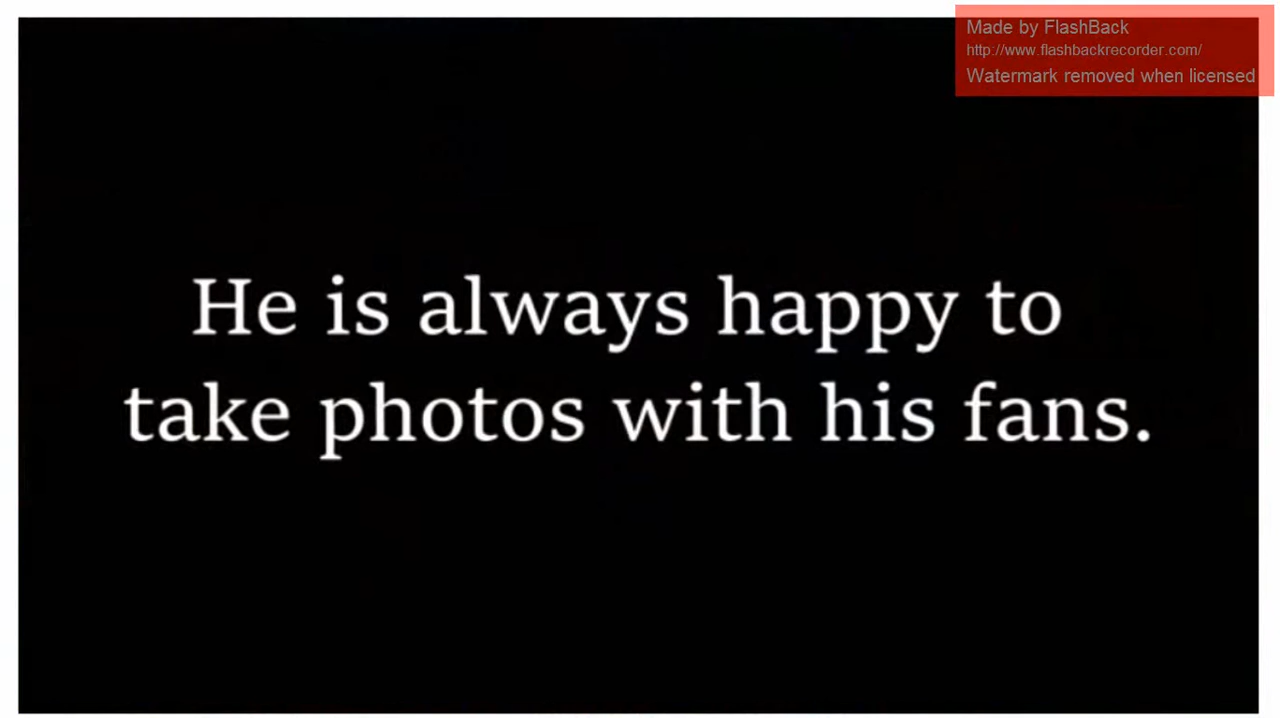 Made by FlashBack
http://www.flashbackrecorder.com/
Watermark removed when licensed
He is always happy to
take photos with his fans.